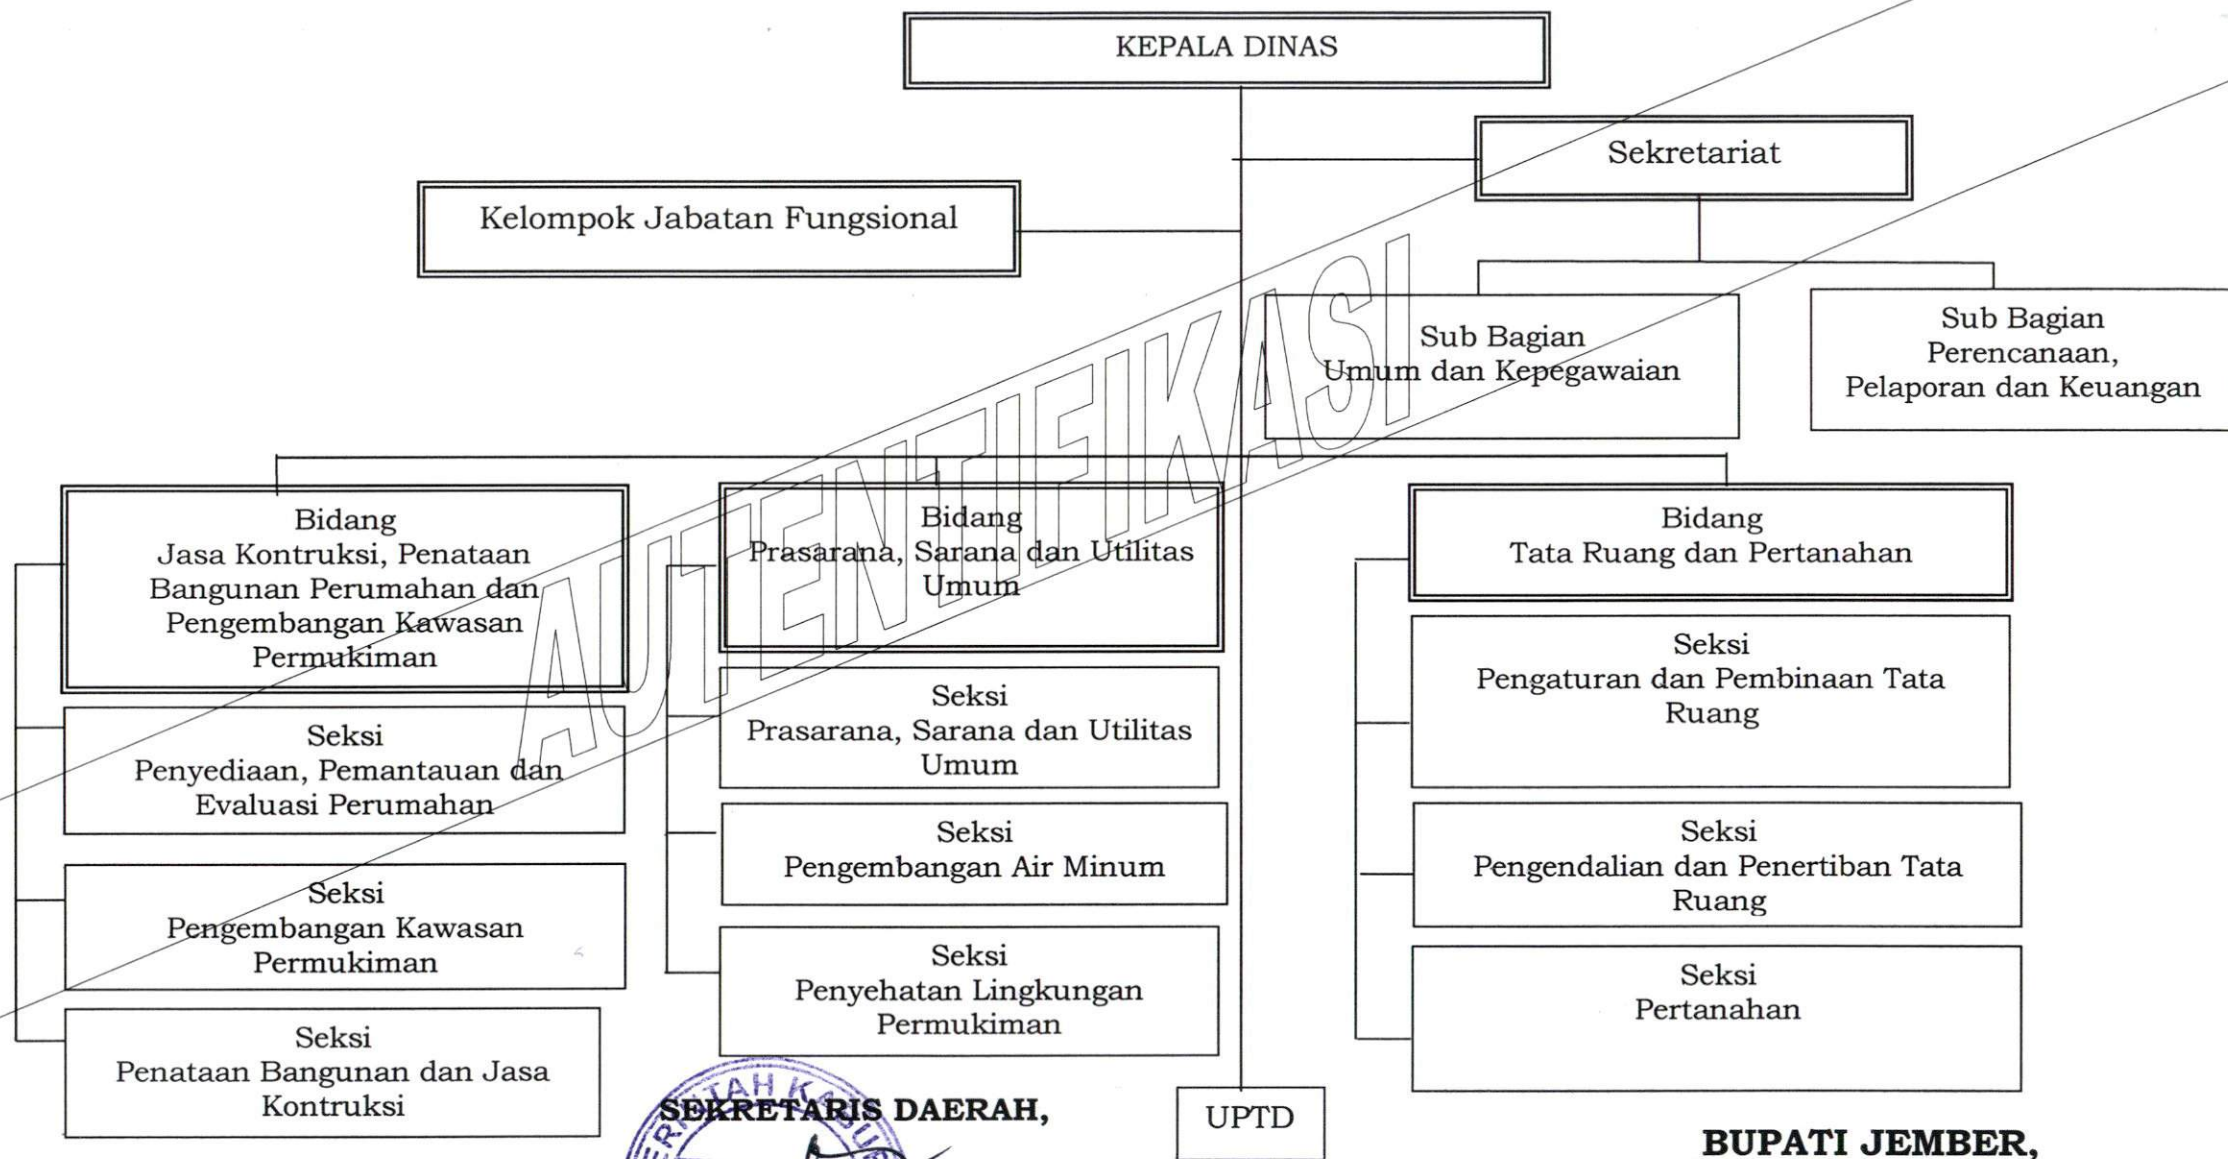 KEPALA DINAS
Sekretariat
Kelompok Jabatan Fungsional
Sub Bagian
Umum dan Kepegawaian
Sub Bagian
Perencanaan,
Pelaporan dan Keuangan
AUTENTIFIKASI
Bidang
Jasa Kontruksi, Penataan
Bangunan Perumahan dan
Pengembangan Kawasan
Permukiman
Seksi
Penyediaan, Pemantauan dan
Evaluasi Perumahan
Seksi
Pengembangan Kawasan
Permukiman
Seksi
Penataan Bangunan dan Jasa
Kontruksi
Bidang
Prasarana, Sarana dan Utilitas
Umum
Seksi
Prasarana, Sarana dan Utilitas
Umum
Seksi
Pengembangan Air Minum
Seksi
Penyehatan Lingkungan
Permukiman
Bidang
Tata Ruang dan Pertanahan
Seksi
Pengaturan dan Pembinaan Tata
Ruang
Seksi
Pengendalian dan Penertiban Tata
Ruang
Seksi
Pertanahan
UPTD
SEKRETARIS DAERAH,
BUPATI JEMBER,